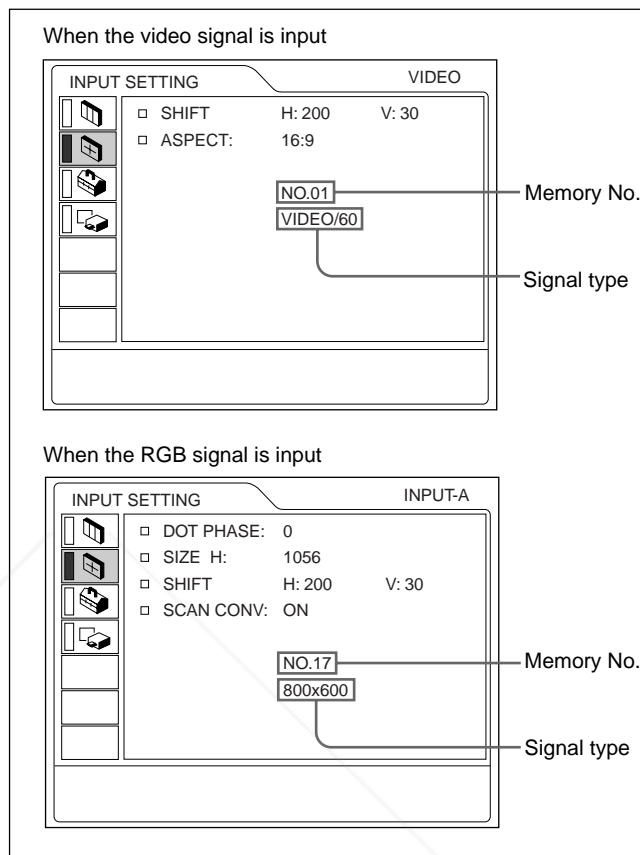 When the video signal is input
INPUT SETTING VIDEO
SHIFT H: 200 V: 30
ASPECT: 16:9
NO.01 Memory No.
VIDEO/60
Signal type
When the RGB signal is input
INPUT SETTING INPUT-A
DOT PHASE: 0
SIZE H: 1056
SHIFT H: 200 V: 30
SCAN CONV: ON
NO.17 Memory No.
800x600
Signal type